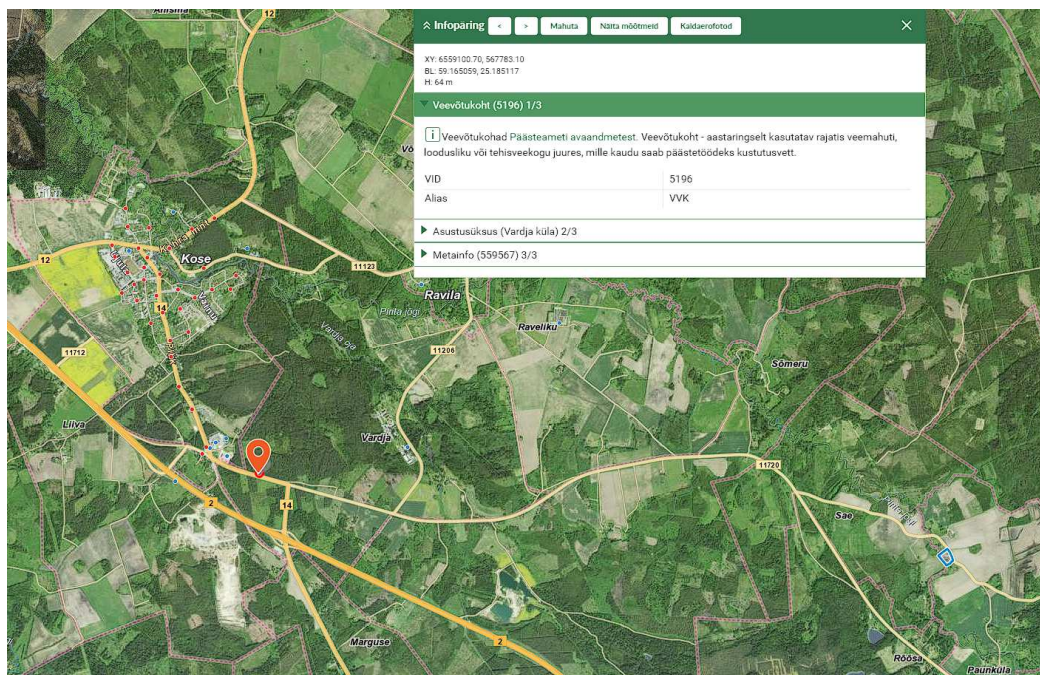 Infopäring < > Mahuta Näita mõõtmeid Kaldaerofotod
XY: 6559100.70, 567783.10
BL: 59.165059, 25.185117
H: 64 m
Veevõtukoht (5196) 1/3
i Veevõtukohad Päästeameti avaandmetest. Veevõtukoht - aastaringselt kasutatav rajatis veemahuti,
loodusliku või tehisveekogu juures, mille kaudu saab päästetöödeks kustutusvett.
VID 5196
Alias VVK
Asustusüksus (Vardja küla) 2/3
Metainfo (559567) 3/3
12
12
Kose
11123
Ravila
Pinta jõgi
14
Vardja oja
Raveliku
11206
11712
Sõmeru
Liiva
Vardja
11720
2
14
Sae
Marguse
2
Rõõsa
Paunküla